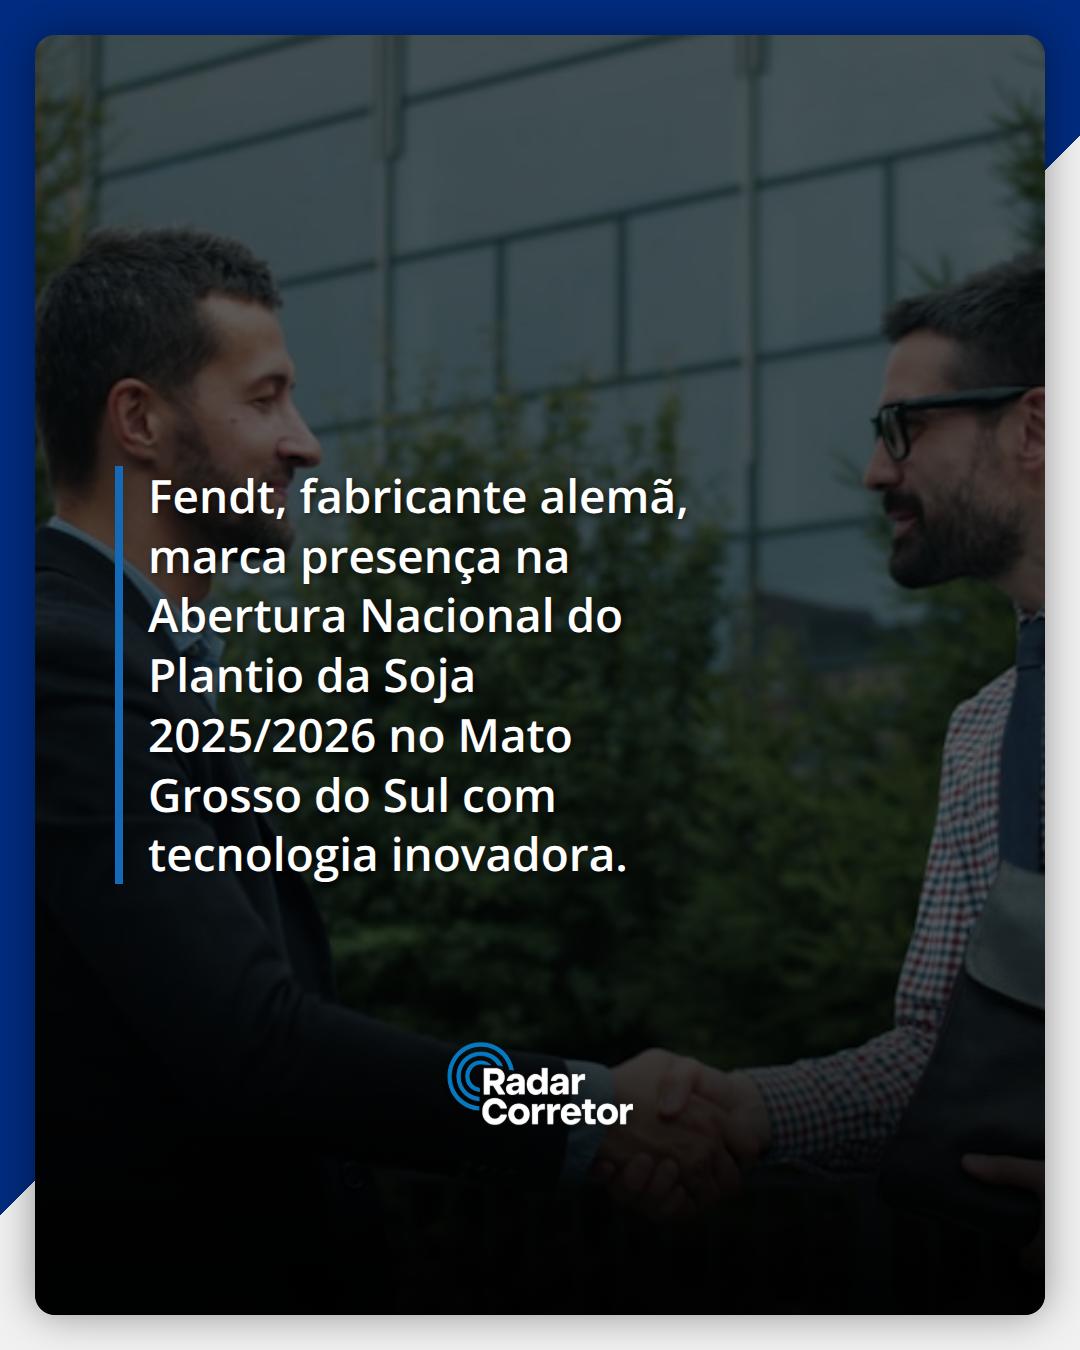 Fendt, fabricante alemã,
marca presença na
Abertura Nacional do
Plantio da Soja
2025/2026 no Mato
Grosso do Sul com
tecnologia inovadora.
Radar
Corretor